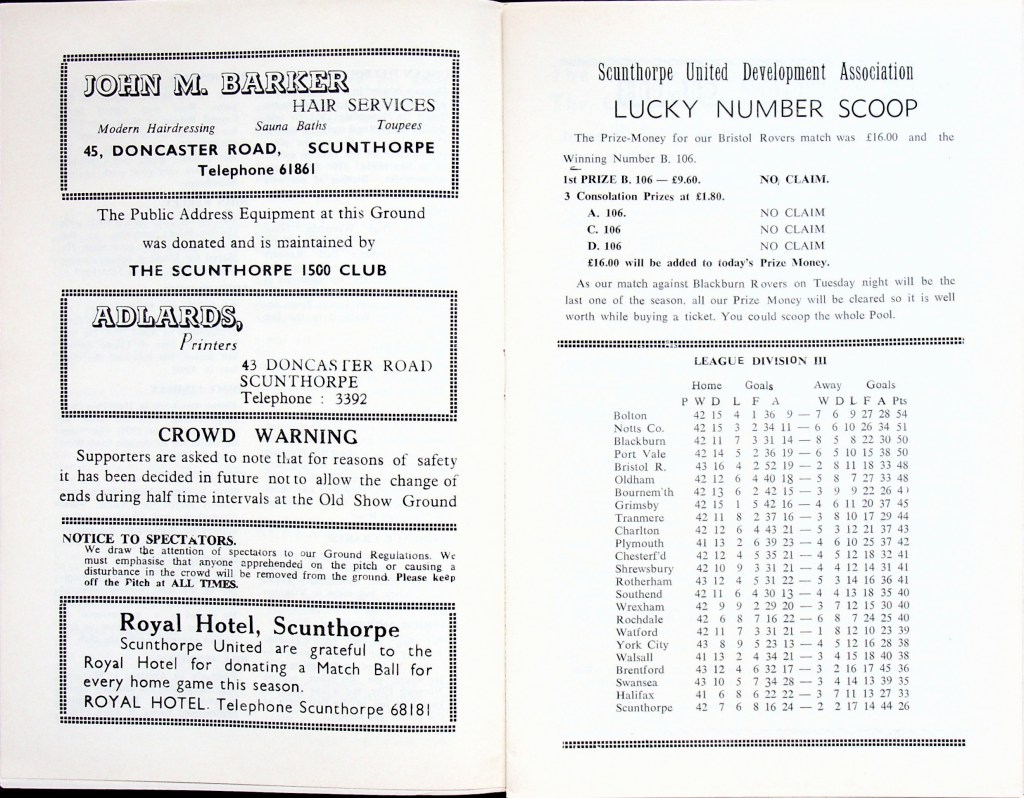 JOHN M. BARKER
HAIR SERVICES
Modern Hairdressing Sauna Baths Toupees
45, DONCASTER ROAD, SCUNTHORPE
Telephone 61861
The Public Address Equipment at this Ground
was donated and is maintained by
THE SCUNTHORPE 1500 CLUB
ADLARDS,
Printers
43 DONCASTER ROAD
SCUNTHORPE
Telephone : 3392
CROWD WARNING
Supporters are asked to note that for reasons of safety
it has been decided in future not to allow the change of
ends during half time intervals at the Old Show Ground
NOTICE TO SPECTATORS.
We draw the attention of spectators to our Ground Regulations. We
must emphasise that anyone apprehended on the pitch or causing a
disturbance in the crowd will be removed from the ground. Please keep
off the Pitch at ALL TIMES.
Royal Hotel, Scunthorpe
Scunthorpe United are grateful to the
Royal Hotel for donating a Match Ball for
every home game this season.
ROYAL HOTEL. Telephone Scunthorpe 68181
Scunthorpe United Development Association
LUCKY NUMBER SCOOP
The Prize-Money for our Bristol Rovers match was £16.00 and the
Winning Number B. 106.
1st PRIZE B. 106 — £9.60. NO CLAIM.
3 Consolation Prizes at £1.80.
A. 106. NO CLAIM
C. 106 NO CLAIM
D. 106 NO CLAIM
£16.00 will be added to today's Prize Money.
As our match against Blackburn Rovers on Tuesday night will be the
last one of the season, all our Prize Money will be cleared so it is well
worth while buying a ticket. You could scoop the whole Pool.
LEAGUE DIVISION III
Home Goals Away Goals
P W D L F A W D L F A Pts
Bolton 42 15 4 1 36 9 — 7 6 9 27 28 54
Notts Co. 42 15 3 2 34 11 — 6 6 10 26 34 51
Blackburn 42 11 7 3 31 14 — 8 5 8 22 30 50
Port Vale 42 14 5 2 36 19 — 6 5 10 15 38 50
Bristol R. 43 16 4 2 52 19 — 2 8 11 18 33 48
Oldham 42 12 6 4 40 18 — 5 8 7 27 33 48
Bournem'th 42 13 6 2 42 15 — 3 9 9 22 26
Grimsby 42 15 1 5 42 16 — 4 6 11 20 37 45
Tranmere 42 11 8 2 37 16 — 3 8 10 17 29 44
Charlton 42 12 6 4 43 21 — 5 3 12 21 37 43
Plymouth 41 13 2 6 39 23 — 4 6 10 25 37 42
Chesterf'd 42 12 4 5 35 21 — 4 5 12 18 32 41
Shrewsbury 42 10 9 3 31 21 — 4 4 12 14 31 41
Rotherham 43 12 4 5 31 22 — 5 3 14 16 36 41
Southend 42 11 6 4 30 13 — 4 4 13 18 35 40
Wrexham 42 9 9 2 29 20 — 3 7 12 15 30 40
Rochdale 42 6 8 7 16 22 — 6 8 7 24 25 40
Watford 42 11 7 3 31 21 — 1 8 12 10 23 39
York City 43 8 9 5 23 13 — 4 5 12 16 28 38
Walsall 41 13 2 4 34 21 — 3 4 15 18 40 38
Brentford 43 12 4 6 32 17 — 3 2 16 17 45 36
Swansea 43 10 5 7 34 28 — 3 4 14 13 39 35
Halifax 41 6 8 6 22 22 — 3 7 11 13 27 33
Scunthorpe 42 7 6 8 16 24 — 2 2 17 14 44 26